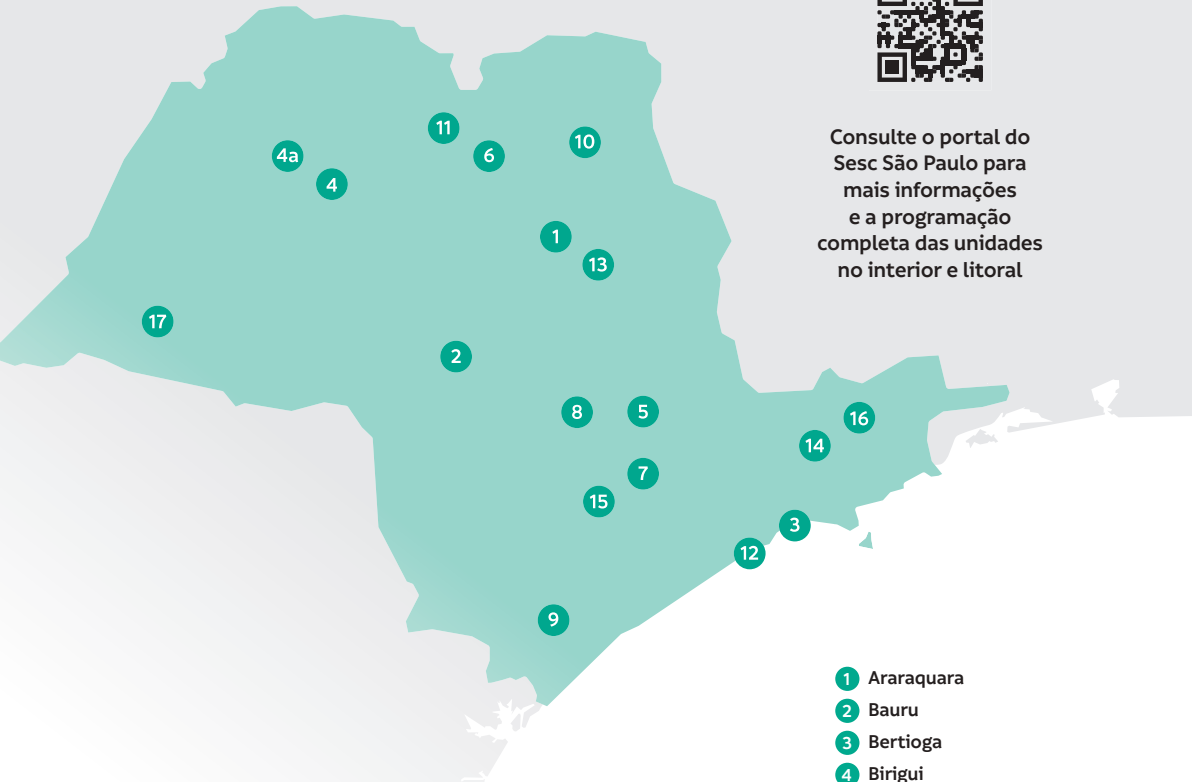 Consulte o portal do
Sesc São Paulo para
mais informações
e a programação
completa das unidades
no interior e litoral
11
10
4a
6
4
1
13
17
2
8
5
16
14
7
15
3
12
9
1 Araraquara
2 Bauru
3 Bertioga
4 Birigui